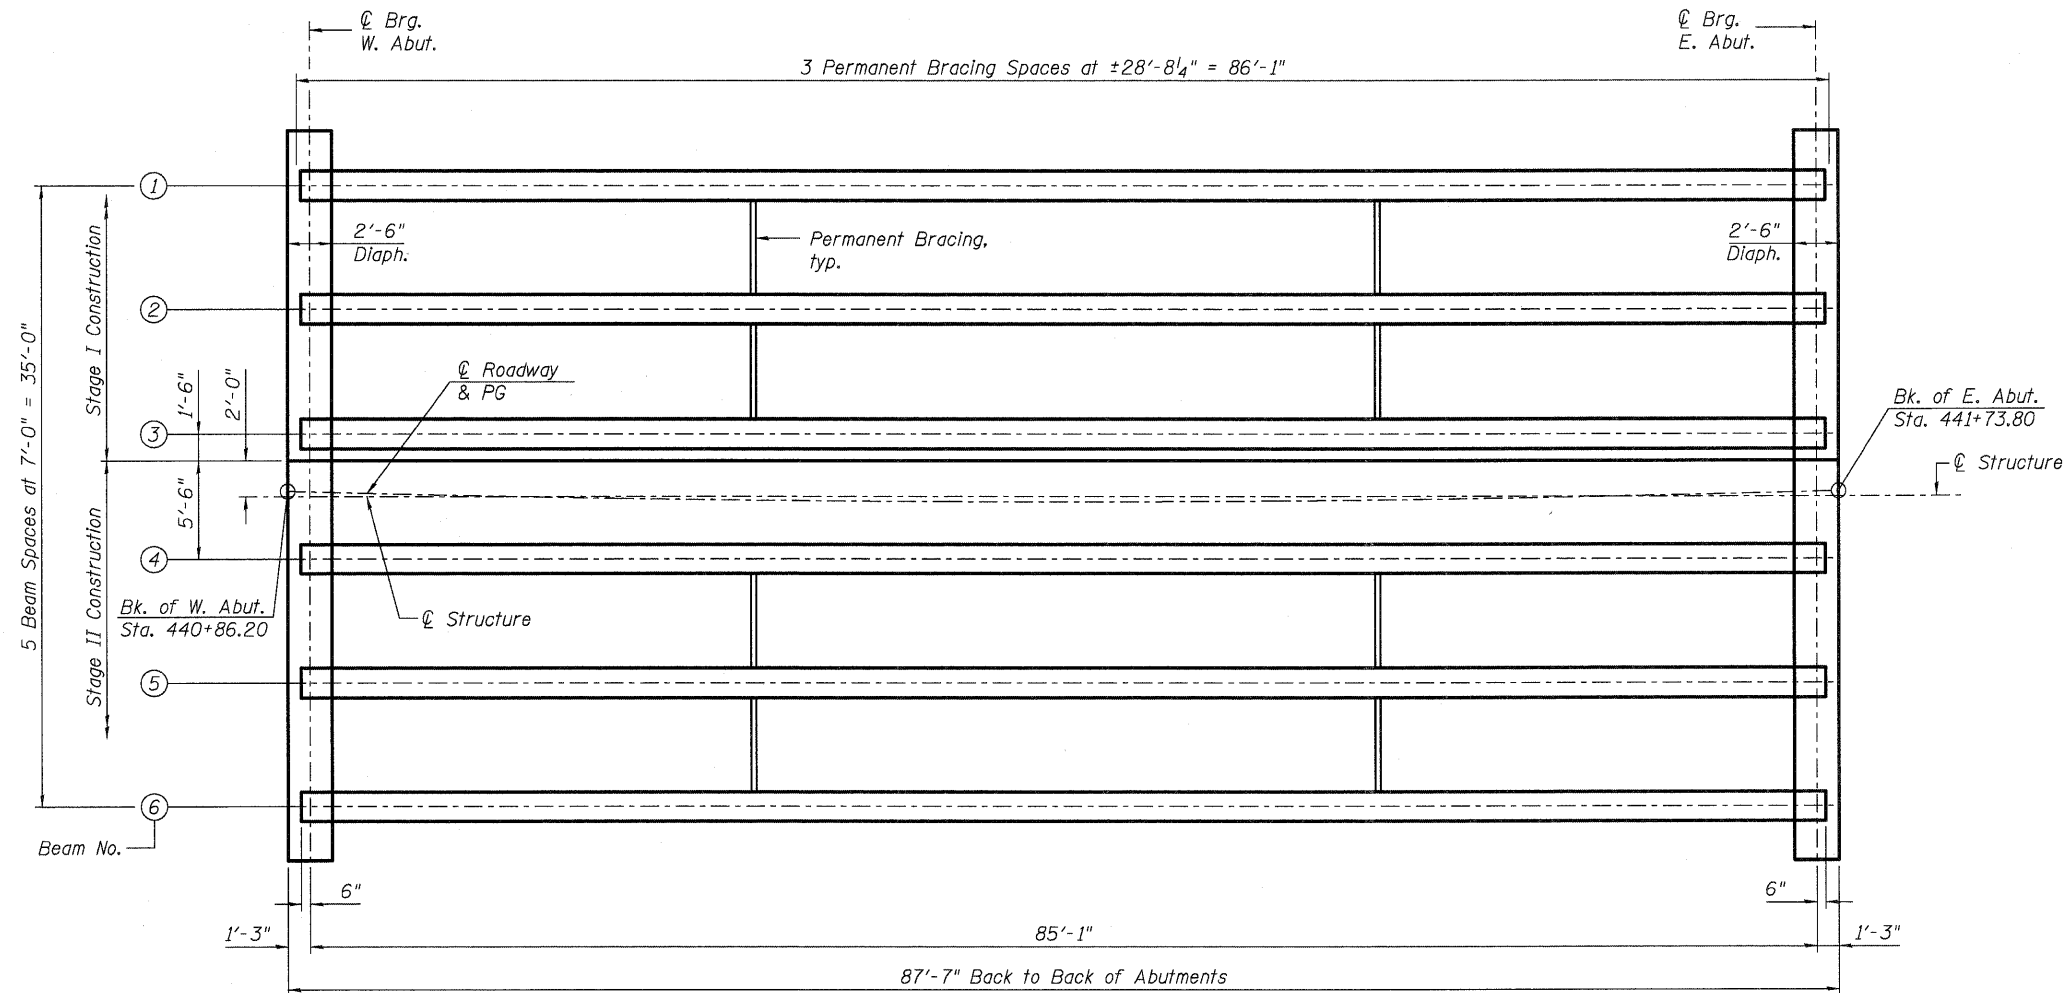 ℄ Brg.
W. Abut.
℄ Brg.
E. Abut.
3 Permanent Bracing Spaces at ±28'-8¼" = 86'-1"
1
2'-6"
Diaph.
Permanent Bracing,
typ.
2'-6"
Diaph.
2
Stage I Construction
5 Beam Spaces at 7'-0" = 35'-0"
1'-6"
2'-0"
℄ Roadway
& PG
Bk. of E. Abut.
Sta. 441+73.80
3
℄ Structure
5'-6"
4
Stage II Construction
Bk. of W. Abut.
Sta. 440+86.20
℄ Structure
5
6
Beam No.
6"
6"
1'-3"
85'-1"
1'-3"
87'-7" Back to Back of Abutments